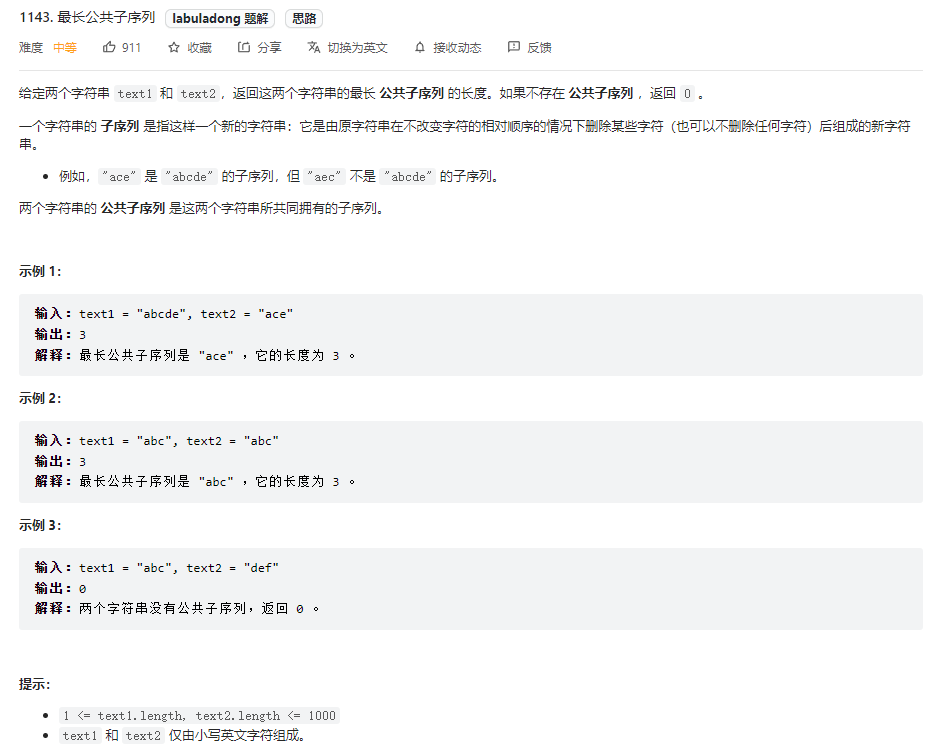 1143. 最长公共子序列 labuladong 题解 思路
难度 中等 911 收藏 分享 切换为英文 接收动态 反馈
给定两个字符串 text1 和 text2，返回这两个字符串的最长 公共子序列 的长度。如果不存在 公共子序列 ，返回 0 。
一个字符串的 子序列 是指这样一个新的字符串：它是由原字符串在不改变字符的相对顺序的情况下删除某些字符（也可以不删除任何字符）后组成的新字符
串。
• 例如，"ace" 是 "abcde" 的子序列，但 "aec" 不是 "abcde" 的子序列。
两个字符串的 公共子序列 是这两个字符串所共同拥有的子序列。
示例 1：
输入：text1 = "abcde", text2 = "ace"
输出：3
解释：最长公共子序列是 "ace" ，它的长度为 3 。
示例 2：
输入：text1 = "abc", text2 = "abc"
输出：3
解释：最长公共子序列是 "abc" ，它的长度为 3 。
示例 3：
输入：text1 = "abc", text2 = "def"
输出：0
解释：两个字符串没有公共子序列，返回 0 。
提示：
• 1 <= text1.length, text2.length <= 1000
• text1 和 text2 仅由小写英文字符组成。